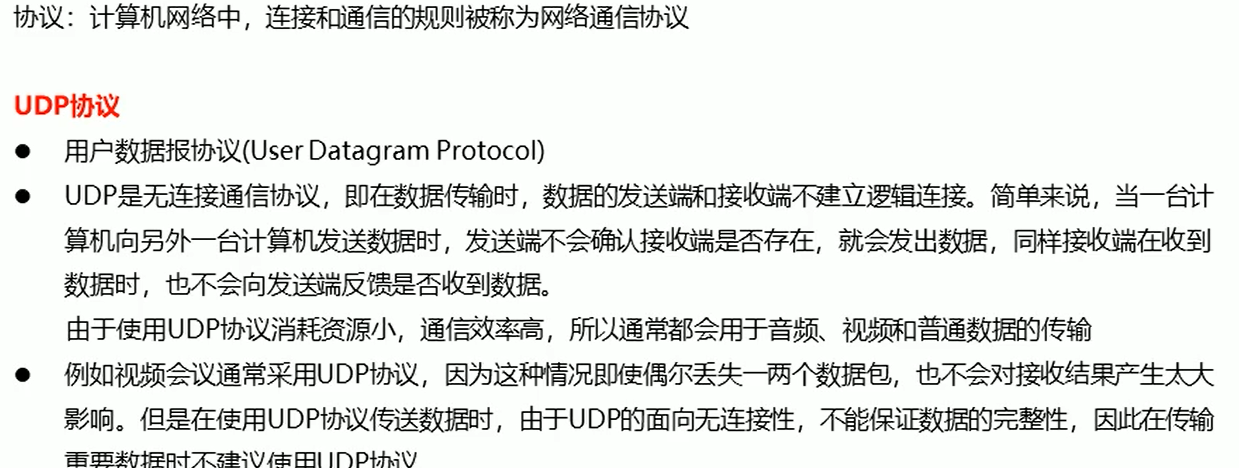 协议：计算机网络中，连接和通信的规则被称为网络通信协议
UDP协议
● 用户数据报协议(User Datagram Protocol)
● UDP是无连接通信协议，即在数据传输时，数据的发送端和接收端不建立逻辑连接。简单来说，当一台计
算机向另外一台计算机发送数据时，发送端不会确认接收端是否存在，就会发出数据，同样接收端在收到
数据时，也不会向发送端反馈是否收到数据。
由于使用UDP协议消耗资源小，通信效率高，所以通常都会用于音频、视频和普通数据的传输
● 例如视频会议通常采用UDP协议，因为这种情况即使偶尔丢失一两个数据包，也不会对接收结果产生太大
影响。但是在使用UDP协议传送数据时，由于UDP的面向无连接性，不能保证数据的完整性，因此在传输
重要数据时不建议使用UDP协议